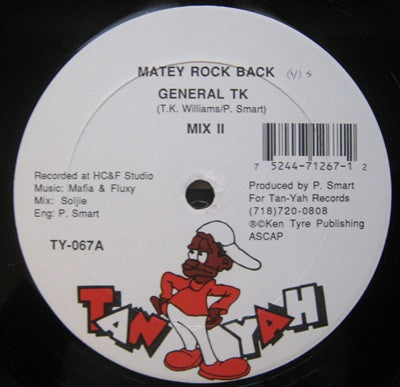 MATEY ROCK BACK (y) s
GENERAL TK
(T.K. Williams/P. Smart)
MIX II
7 5244-71267-1 2
Recorded at HC&F Studio
Music: Mafia & Fluxy
Mix: Soljie
Eng: P. Smart
Produced by P. Smart
For Tan-Yah Records
(718)720-0808
℗©Ken Tyre Publishing
ASCAP
TY-067A
TAN YAH